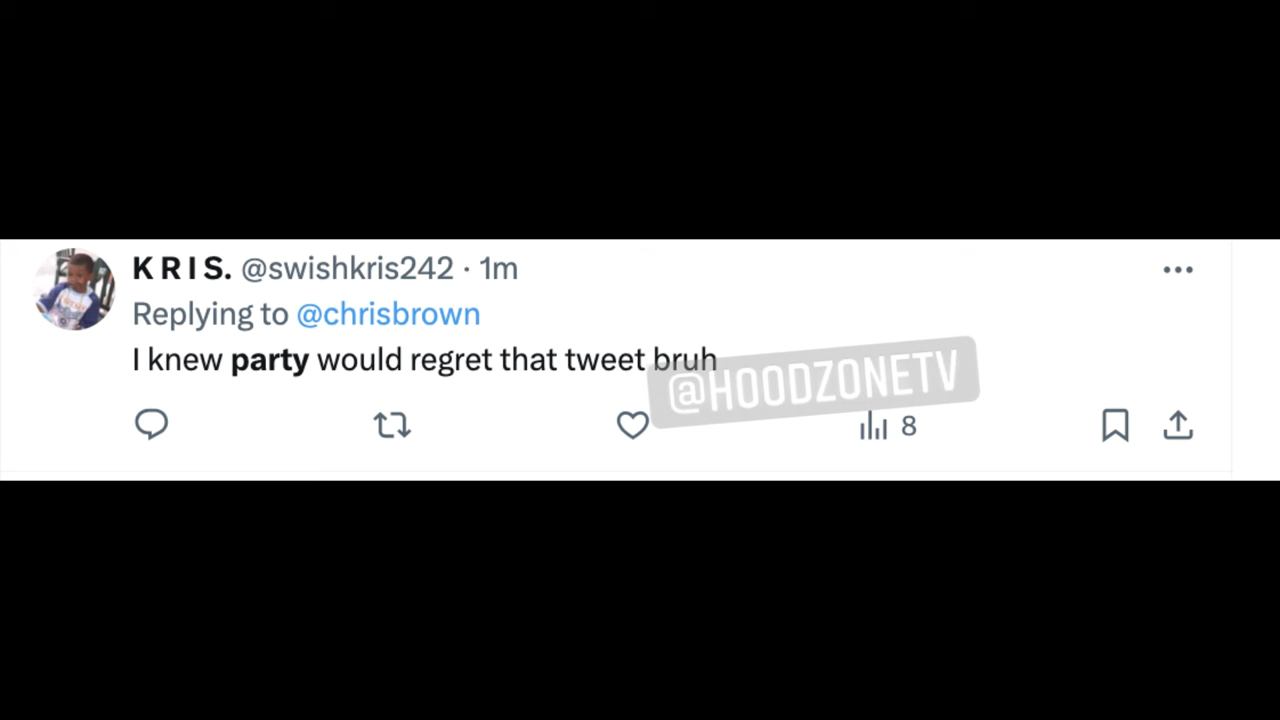 K R I S. @swishkris242 · 1m
Replying to @chrisbrown
I knew party would regret that tweet bruh
@HOODZONETV
8